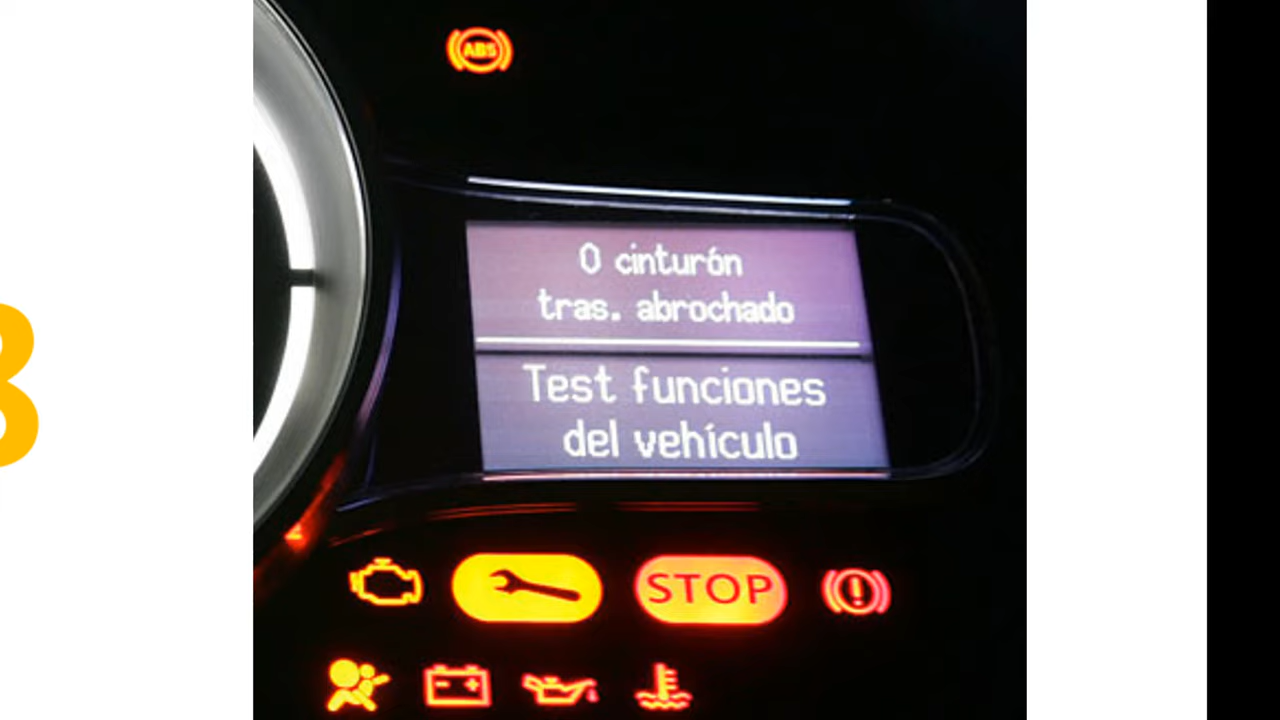 ABS
0 cinturón
tras. abrochado
Test funciones
del vehículo
STOP